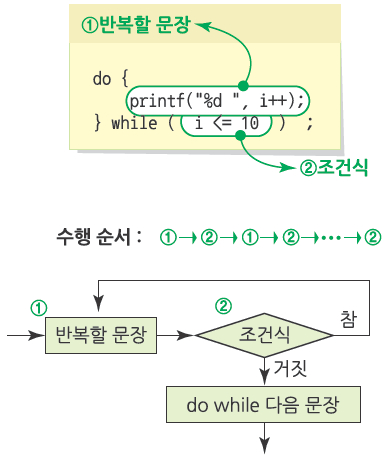 ①반복할 문장
do {
printf("%d ", i++);
} while ( i <= 10 ) ;
②조건식
수행 순서 : ① → ② → ① → ② → ••• → ②
①
②
반복할 문장
조건식
참
거짓
do while 다음 문장